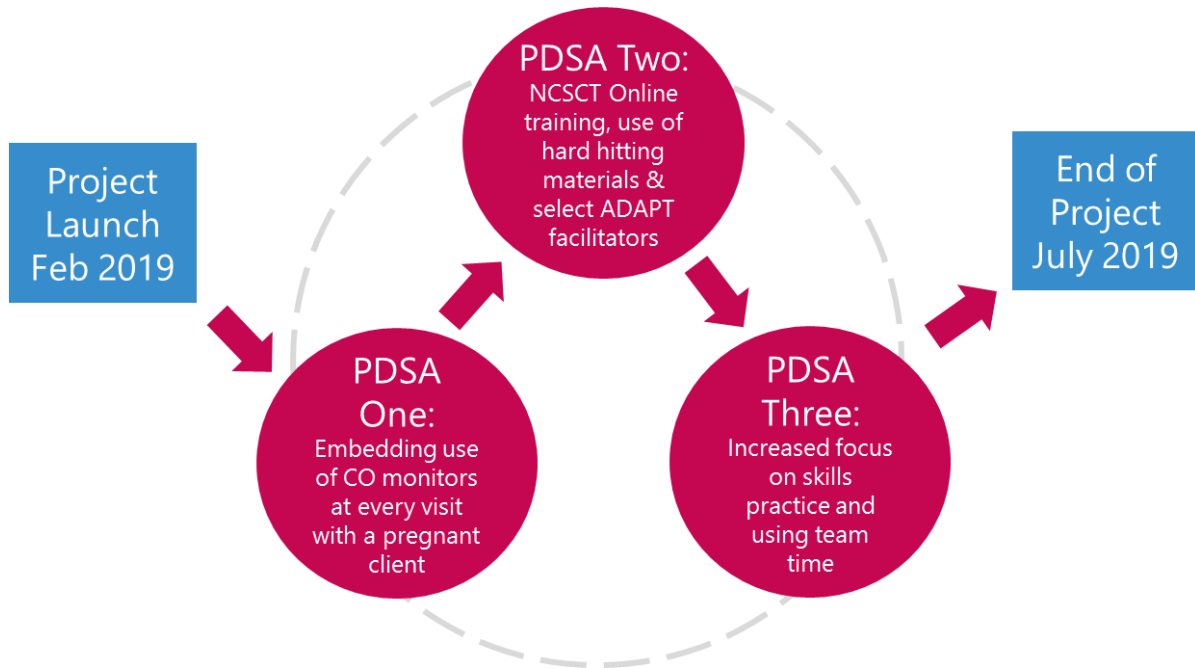 Project
Launch
Feb 2019
PDSA
One:
Embedding use
of CO monitors
at every visit
with a pregnant
client
PDSA Two:
NCSCT Online
training, use of
hard hitting
materials &
select ADAPT
facilitators
PDSA
Three:
Increased focus
on skills
practice and
using team
time
End of
Project
July 2019